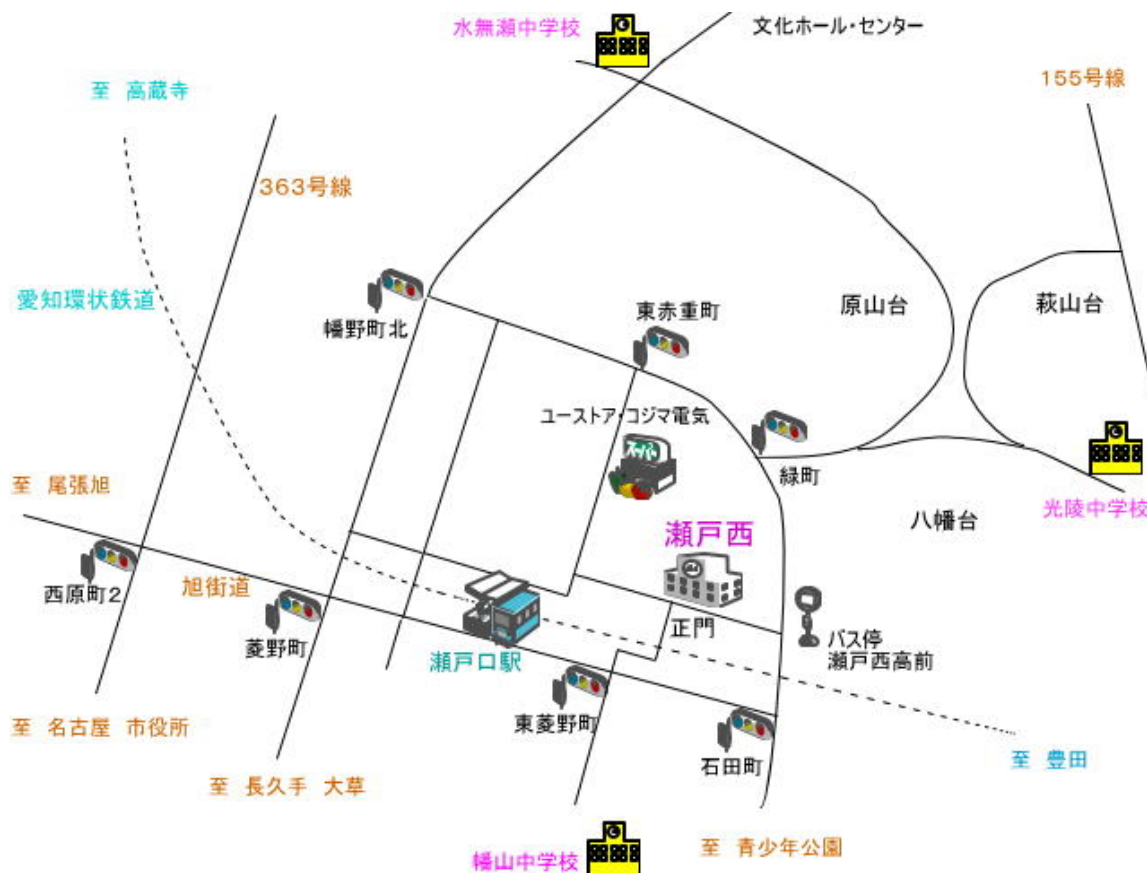 水無瀬中学校
文化ホール・センター
155号線
至 高蔵寺
363号線
愛知環状鉄道
幡野町北
東赤重町
原山台
萩山台
ユーストア・コジマ電気
スーパー
緑町
至 尾張旭
瀬戸西
八幡台
光陵中学校
西原町2
旭街道
菱野町
正門
バス停
瀬戸西高前
瀬戸口駅
東菱野町
至 名古屋 市役所
石田町
至 豊田
至 長久手 大草
幡山中学校
至 青少年公園